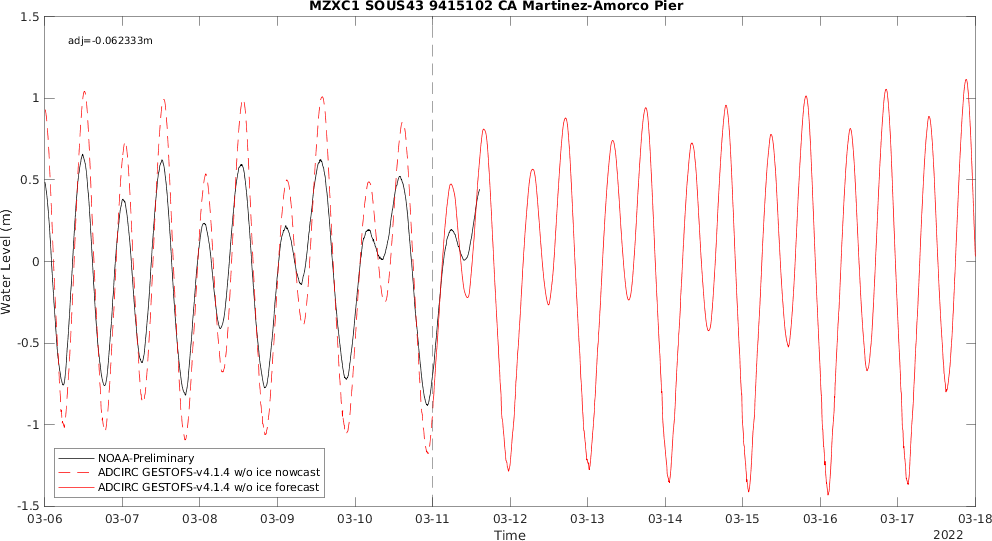 MZXC1 SOUS43 9415102 CA Martinez-Amorco Pier
1.5
adj=-0.062333m
1
0.5
0
-0.5
-1
-1.5
Water Level (m)
NOAA-Preliminary
ADCIRC GESTOFS-v4.1.4 w/o ice nowcast
ADCIRC GESTOFS-v4.1.4 w/o ice forecast
03-06 03-07 03-08 03-09 03-10 03-11 03-12 03-13 03-14 03-15 03-16 03-17 03-18
Time
2022